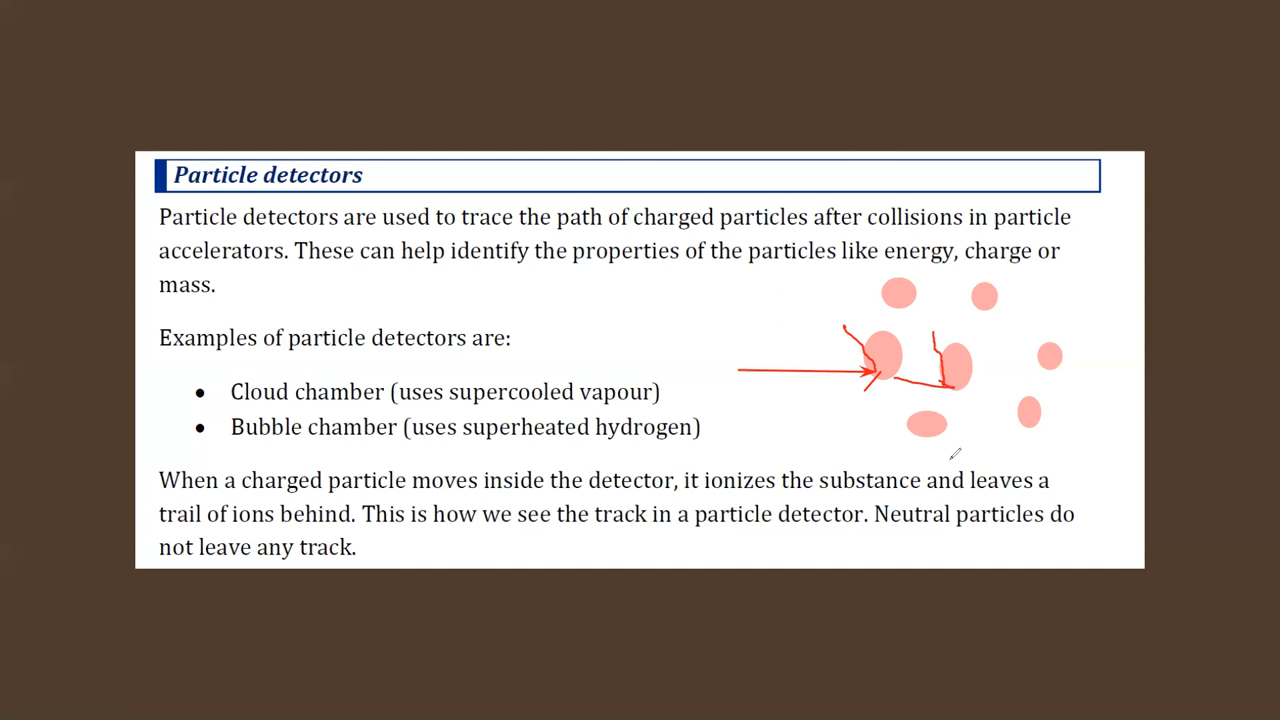 Particle detectors
Particle detectors are used to trace the path of charged particles after collisions in particle
accelerators. These can help identify the properties of the particles like energy, charge or
mass.
Examples of particle detectors are:
• Cloud chamber (uses supercooled vapour)
• Bubble chamber (uses superheated hydrogen)
When a charged particle moves inside the detector, it ionizes the substance and leaves a
trail of ions behind. This is how we see the track in a particle detector. Neutral particles do
not leave any track.